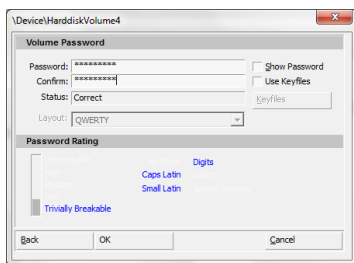 \Device\HarddiskVolume4
Volume Password
Password: *********
Show Password
Confirm: *********
Use Keyfiles
Status: Correct
Keyfiles
Layout: QWERTY
Password Rating
Digits
Caps Latin
Small Latin
Trivially Breakable
Back
OK
Cancel